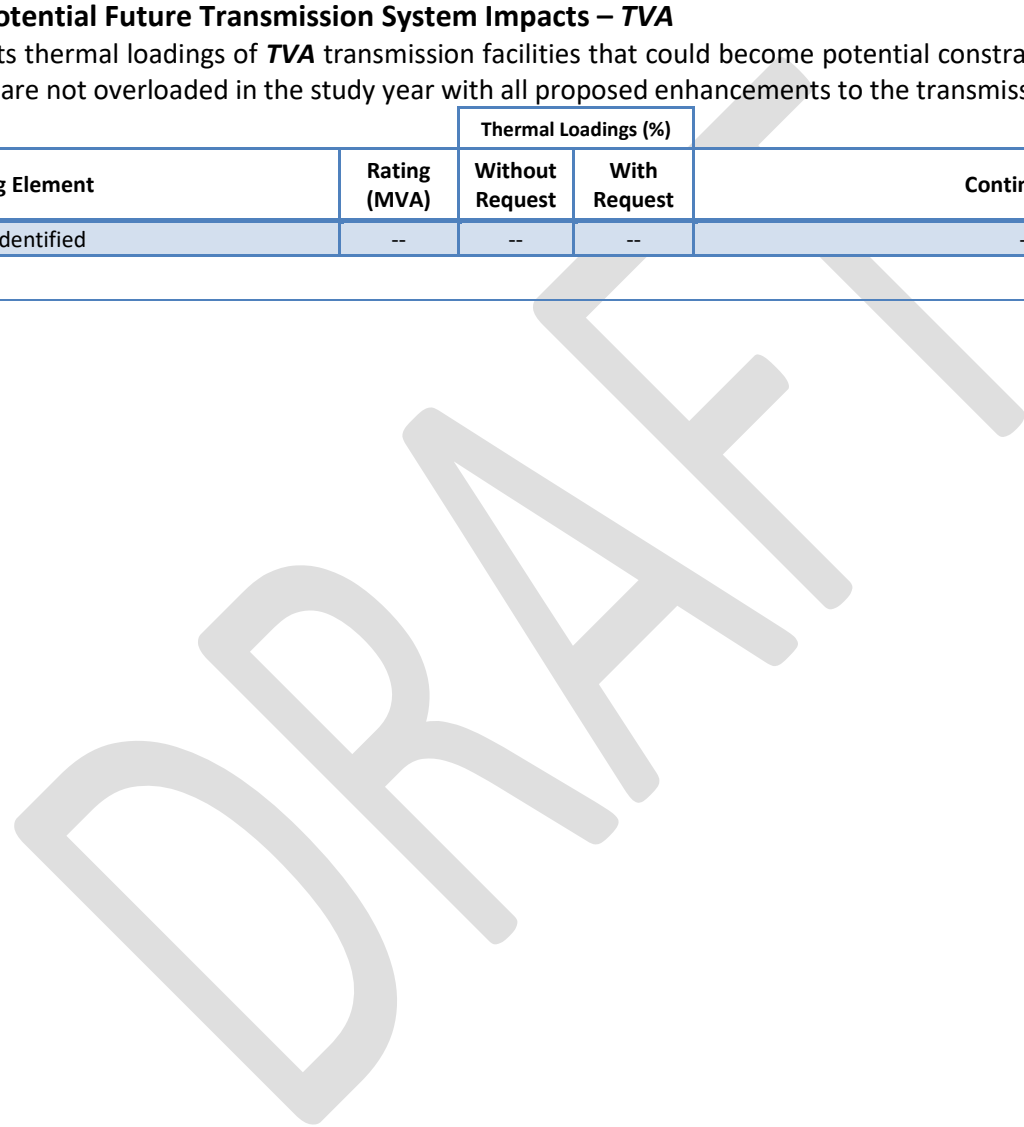 otential Future Transmission System Impacts – TVA
ts thermal loadings of TVA transmission facilities that could become potential constra
are not overloaded in the study year with all proposed enhancements to the transmiss
Thermal Loadings (%)
g Element Rating (MVA) Without Request With Request Contin
dentified -- -- -- -
DRAFT